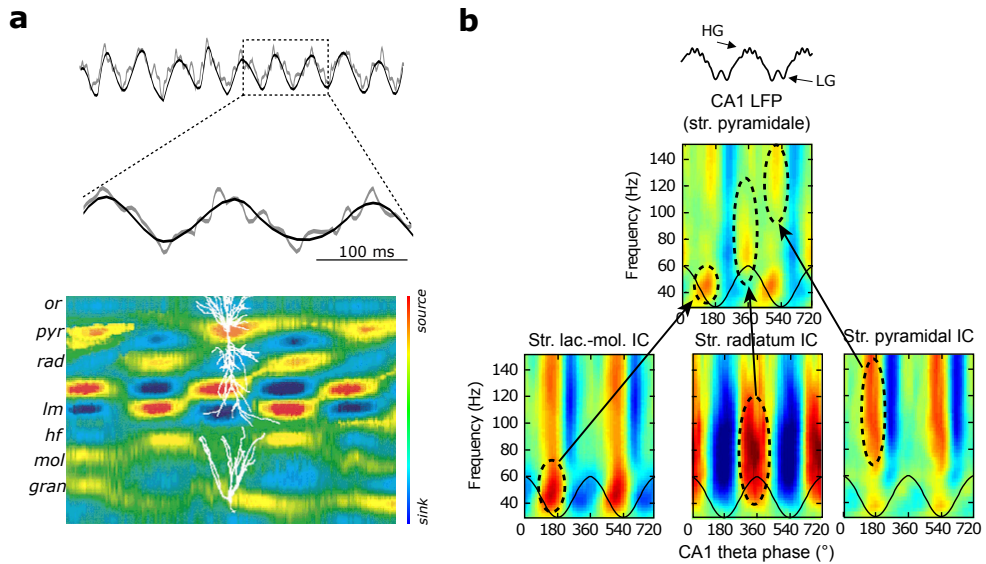 a
100 ms
or
pyr
rad
lm
hf
mol
gran
source
sink
b
HG
LG
CA1 LFP
(str. pyramidale)
Frequency (Hz)
140
120
100
80
60
40
0 180 360 540 720
Str. lac.-mol. IC
Str. radiatum IC
Str. pyramidal IC
Frequency (Hz)
140
120
100
80
60
40
0 180 360 540 720
0 180 360 540 720
0 180 360 540 720
CA1 theta phase (°)